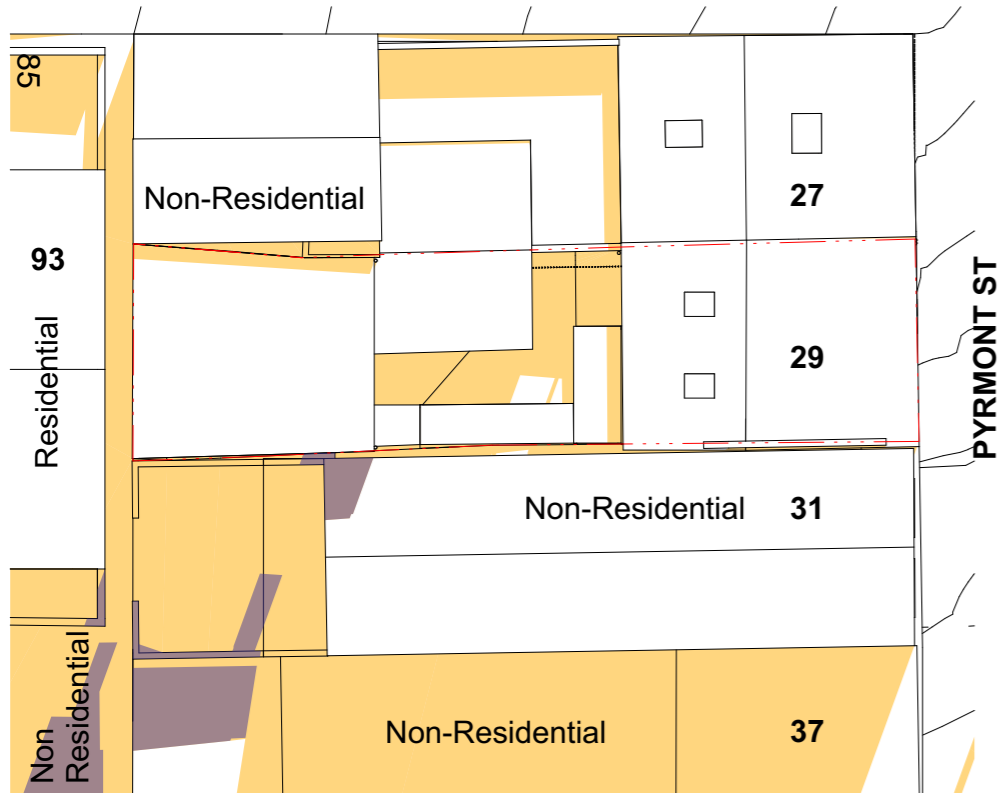 85
Non-Residential
27
93
Residential
29
PYRMONT ST
Non-Residential
31
Non
Residential
Non-Residential
37